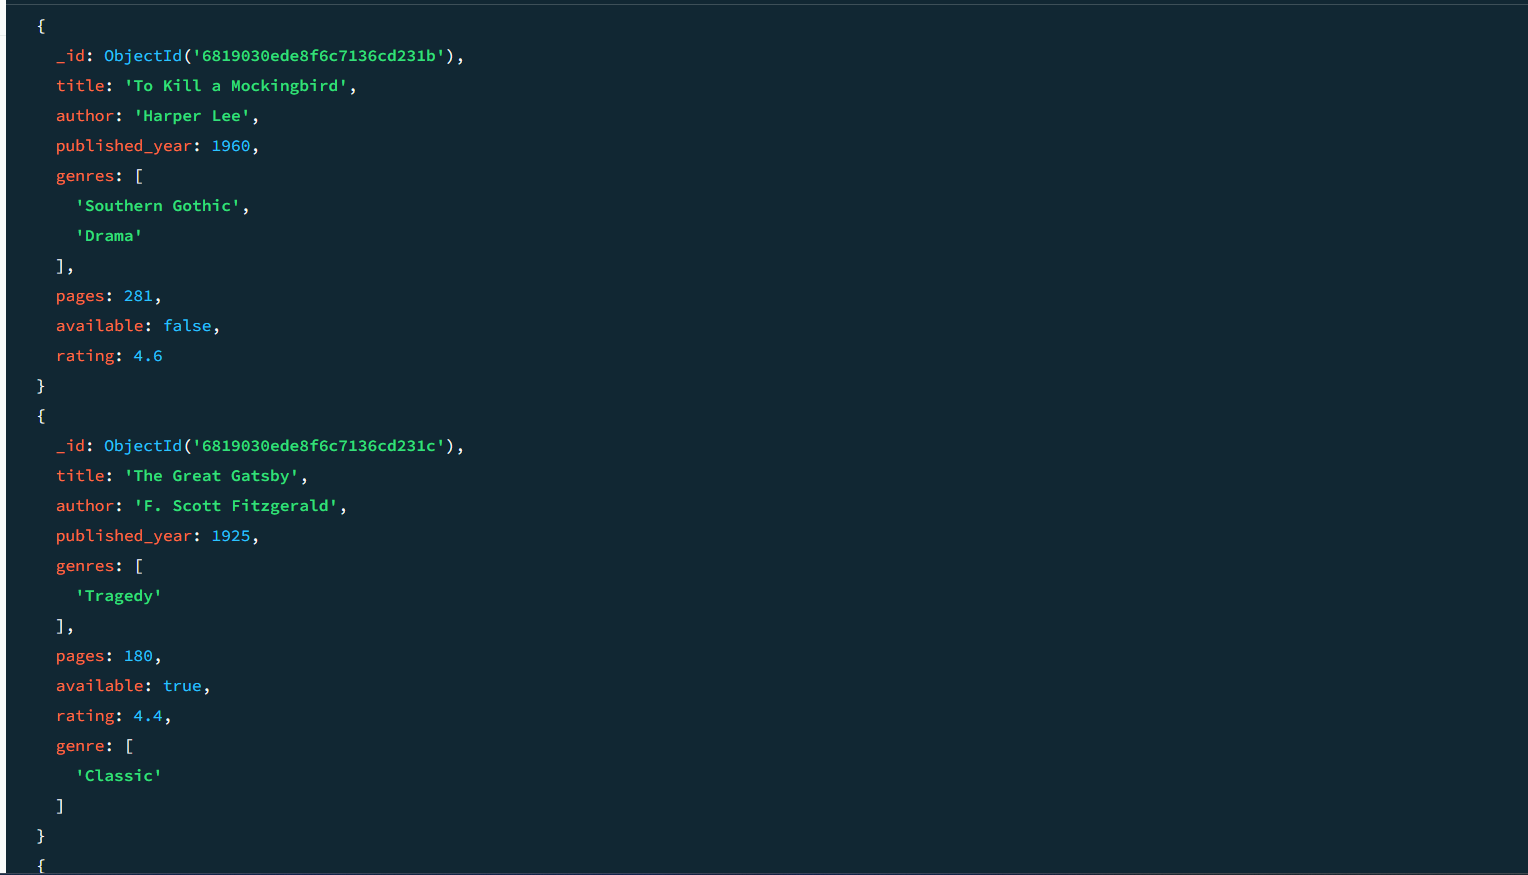 {
_id: ObjectId('6819030ede8f6c7136cd231b'),
title: 'To Kill a Mockingbird',
author: 'Harper Lee',
published_year: 1960,
genres: [
'Southern Gothic',
'Drama'
],
pages: 281,
available: false,
rating: 4.6
}
{
_id: ObjectId('6819030ede8f6c7136cd231c'),
title: 'The Great Gatsby',
author: 'F. Scott Fitzgerald',
published_year: 1925,
genres: [
'Tragedy'
],
pages: 180,
available: true,
rating: 4.4,
genre: [
'Classic'
]
}
{